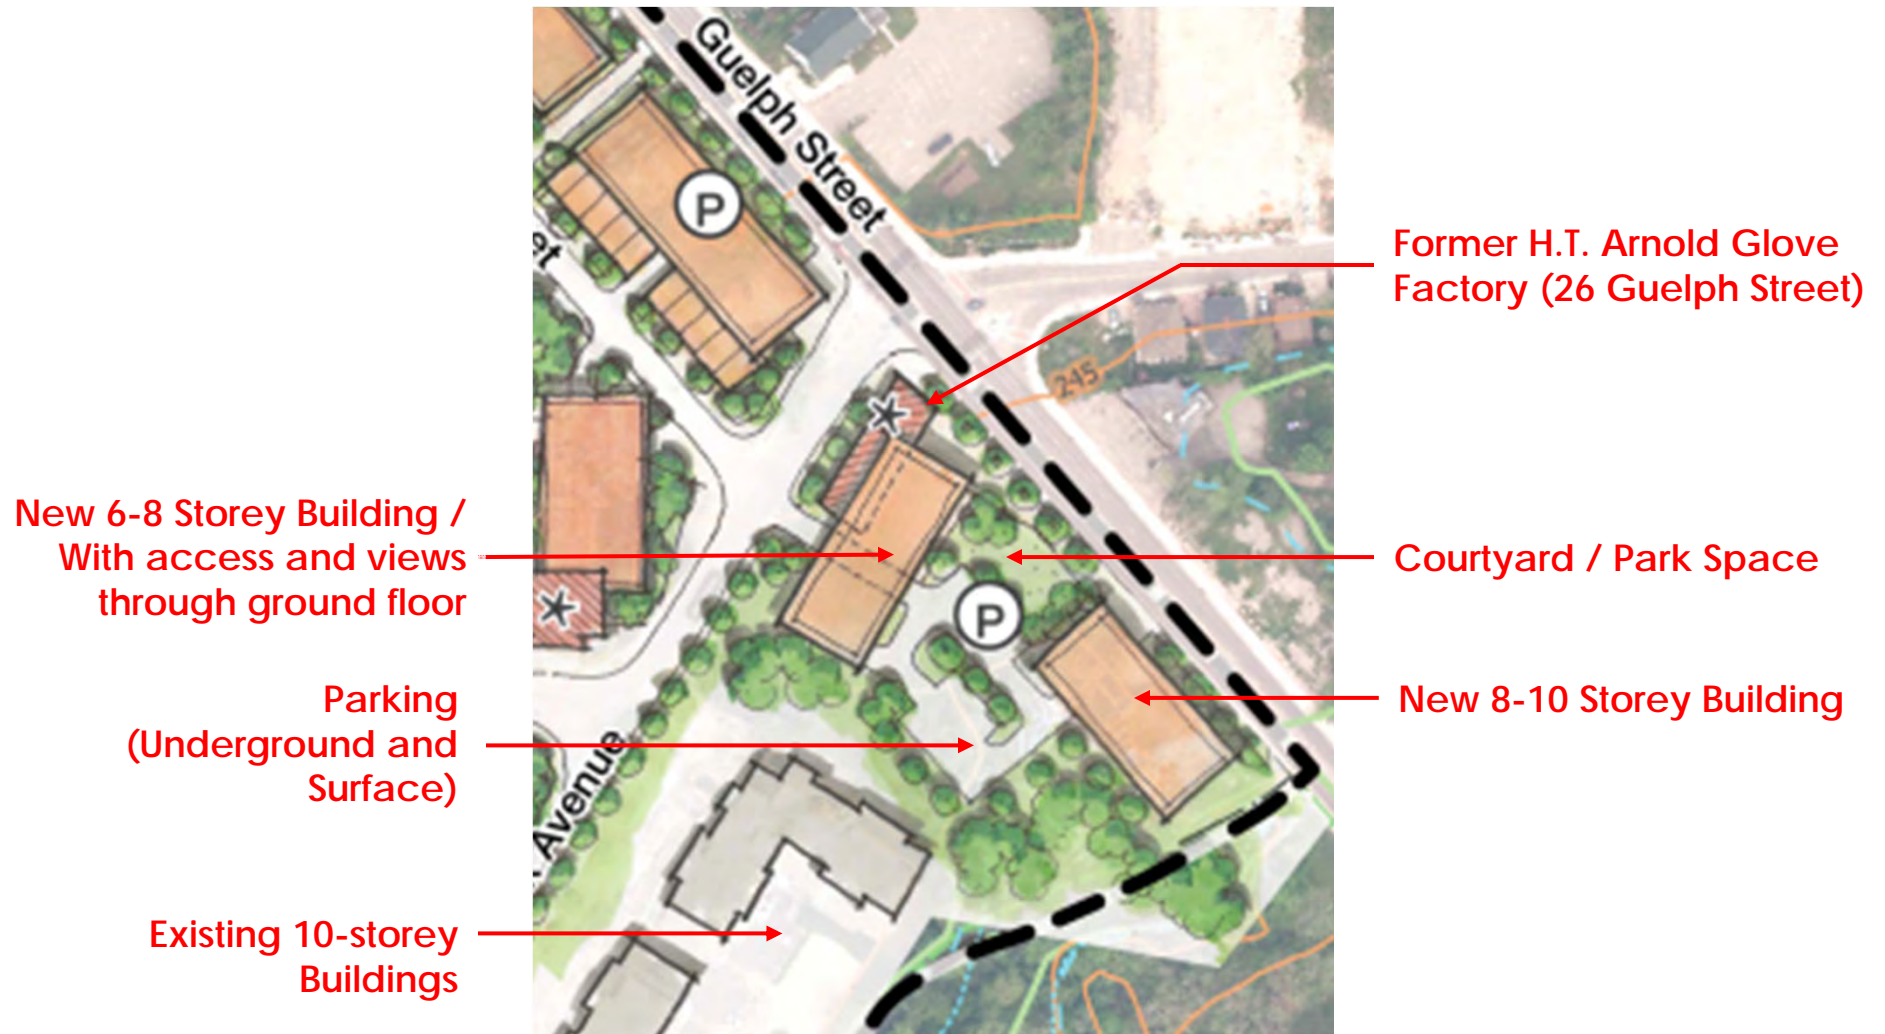 Guelph Street
P
et
Former H.T. Arnold Glove
Factory (26 Guelph Street)
245
New 6-8 Storey Building /
With access and views
through ground floor
Courtyard / Park Space
P
Parking
(Underground and
Surface)
New 8-10 Storey Building
Avenue
Existing 10-storey
Buildings